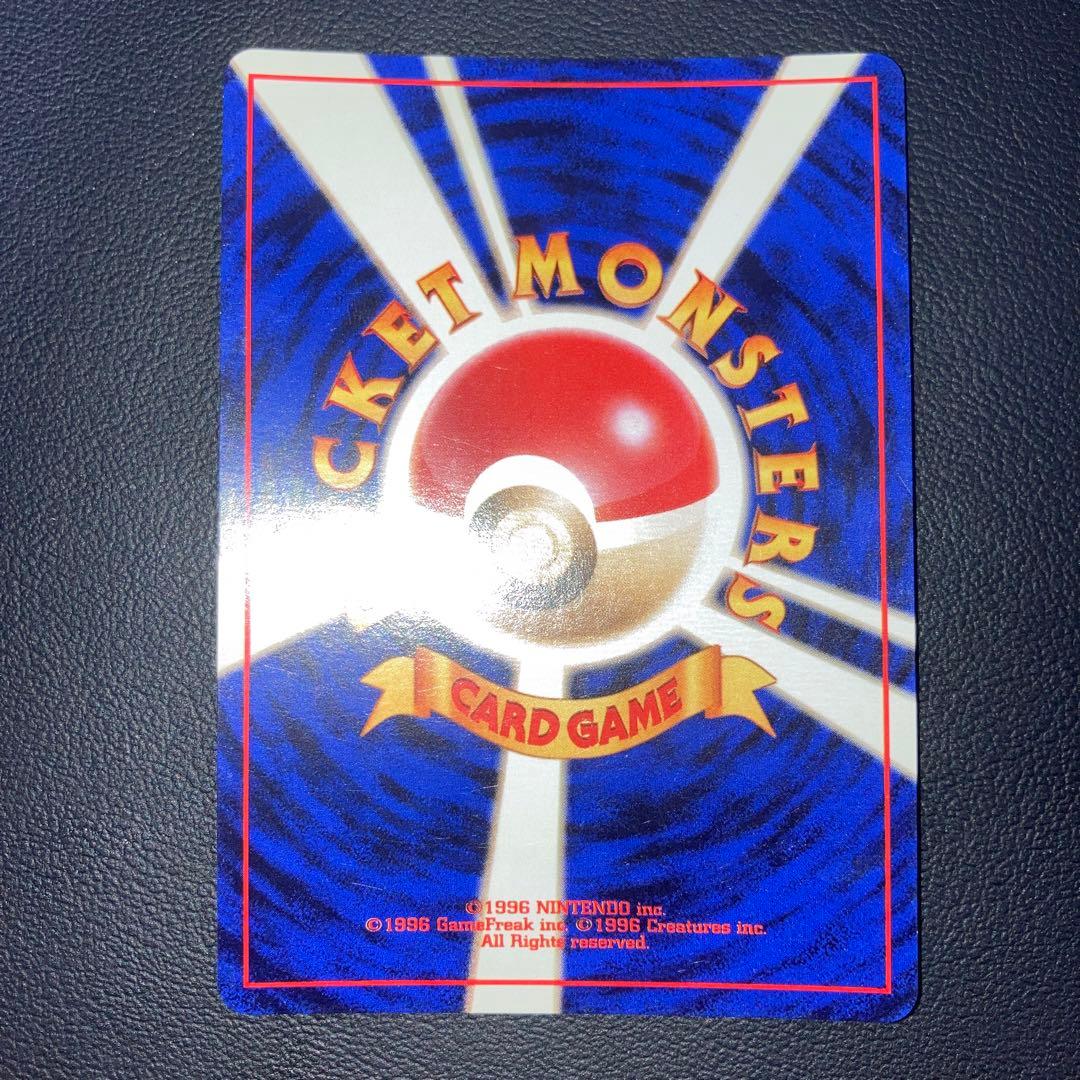 CKET MONSTERS
CARD GAME
©1996 NINTENDO inc.
©1996 GameFreak inc. ©1996 Creatures inc.
All Rights reserved.